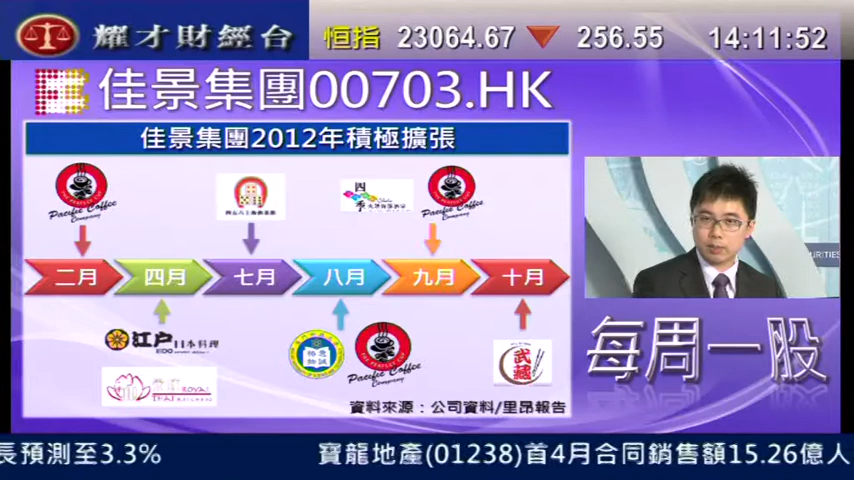 耀才財經台
恒指 23064.67 256.55 14:11:52
佳景集團00703.HK
佳景集團2012年積極擴張
Pacific Coffee
Company
四季
Pacific Coffee
Company
二月 四月 七月 八月 九月 十月
江戶日本料理
ROYAL
THAI KITCHEN
Pacific Coffee
Company
武藏
資料來源：公司資料/里昂報告
每周一股
長預測至3.3% 寶龍地產(01238)首4月合同銷售額15.26億人